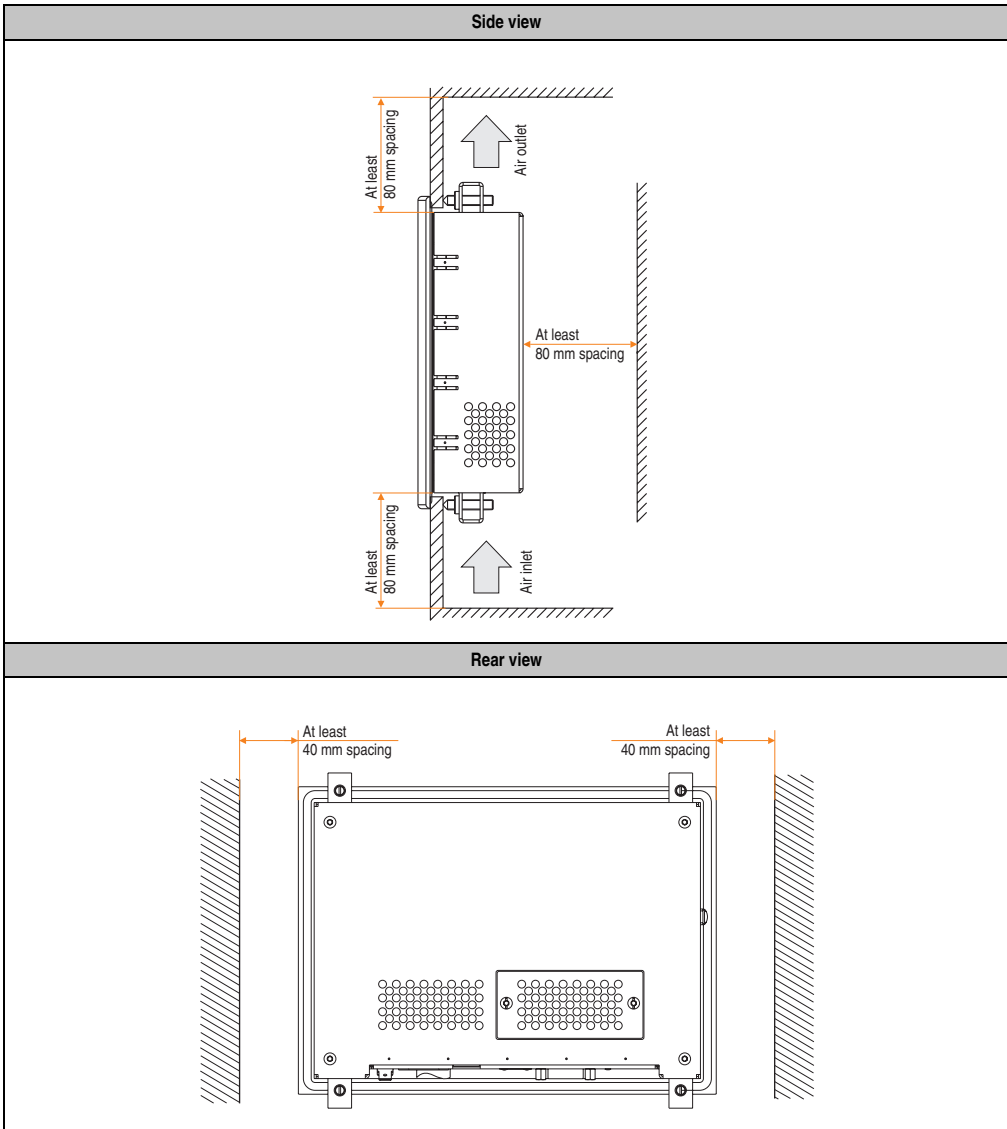 Side view
At least
80 mm spacing
Air outlet
At least
80 mm spacing
At least
80 mm spacing
Air inlet
Rear view
At least
40 mm spacing
At least
40 mm spacing